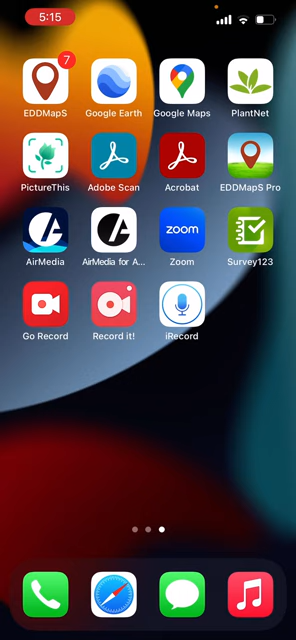 5:15
7
EDDMapS Google Earth Google Maps PlantNet
PictureThis Adobe Scan Acrobat EDDMapS Pro
zoom
AirMedia AirMedia for A... Zoom Survey123
Go Record Record it! iRecord